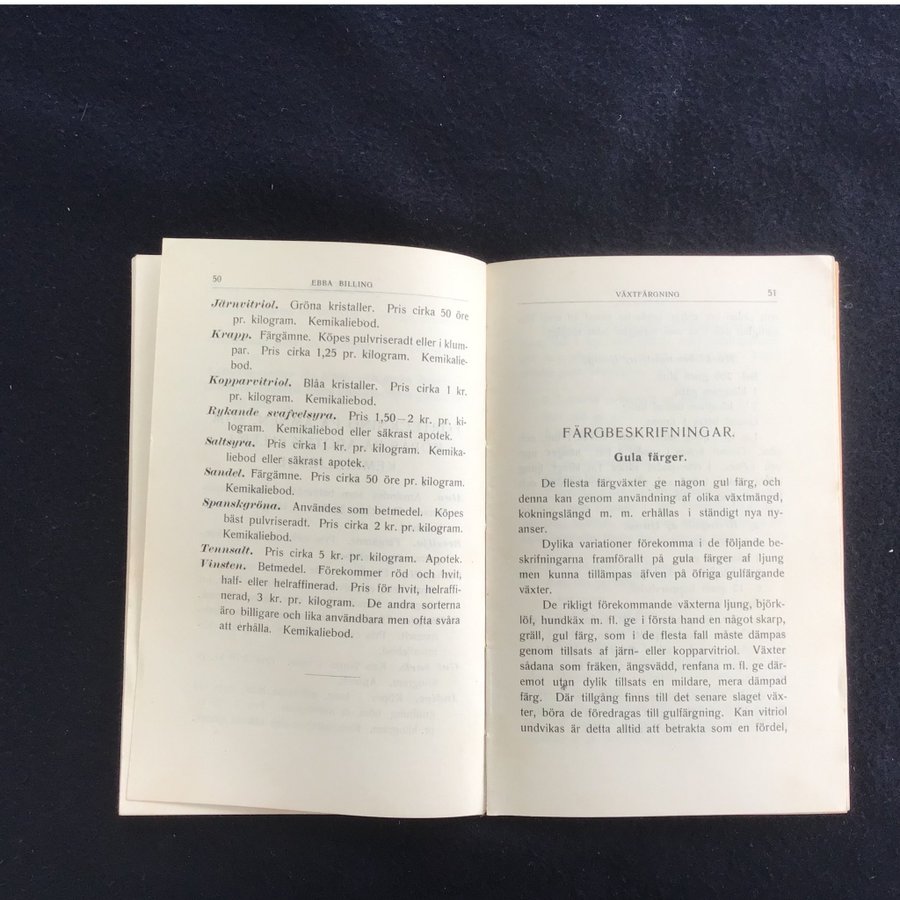 50
EBBA BILLING
Järnvitriol. Gröna kristaller. Pris cirka 50 öre
pr. kilogram. Kemikaliebod.
Krapp. Färgämne. Köpes pulvriseradt eller i klum-
par. Pris cirka 1,25 pr. kilogram. Kemikalie-
bod.
Kopparvitriol. Blåa kristaller. Pris cirka 1 kr.
pr. kilogram. Kemikaliebod.
Rykande svafvelsyra. Pris 1,50—2 kr. pr. ki-
logram. Kemikaliebod eller säkrast apotek.
Saltsyra. Pris cirka 1 kr. pr. kilogram. Kemika-
liebod eller säkrast apotek.
Sandel. Färgämne. Pris cirka 50 öre pr. kilogram.
Kemikaliebod.
Spanskgröna. Användes som betmedel. Köpes
bäst pulvriseradt. Pris cirka 2 kr. pr. kilogram.
Kemikaliebod.
Tennsalt. Pris cirka 5 kr. pr. kilogram. Apotek.
Vinsten. Betmedel. Förekommer röd och hvit,
half- eller helraffinerad. Pris för hvit, helraffi-
nerad, 3 kr. pr. kilogram. De andra sorterna
äro billigare och lika användbara men ofta svåra
att erhålla. Kemikaliebod.
VÄXTFÄRGNING
51
FÄRGBESKRIFNINGAR.
Gula färger.
De flesta färgväxter ge någon gul färg, och
denna kan genom användning af olika växtmängd,
kokningslängd m. m. erhållas i ständigt nya ny-
anser.
Dylika variationer förekomma i de följande be-
skrifningarna framförallt på gula färger af ljung
men kunna tillämpas äfven på öfriga gulfärgande
växter.
De rikligt förekommande växterna ljung, björk-
löf, hundkäx m. fl. ge i första hand en något skarp,
gräll, gul färg, som i de flesta fall måste dämpas
genom tillsats af järn- eller kopparvitriol. Växter
sådana som fräken, ängsvädd, renfana m. fl. ge där-
emot utan dylik tillsats en mildare, mera dämpad
färg. Där tillgång finns till det senare slaget väx-
ter, böra de föredragas till gulfärgning. Kan vitriol
undvikas är detta alltid att betrakta som en fördel,